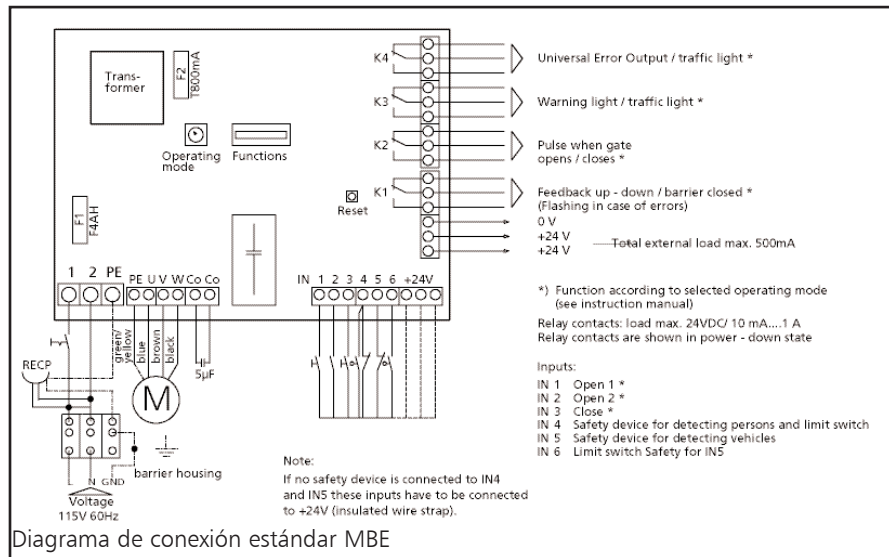 Trans-
former
F2
T800mA
Operating
mode
Functions
F1
F4AH
Reset
K4
K3
K2
K1
Universal Error Output / traffic light *
Warning light / traffic light *
Pulse when gate
opens / closes *
Feedback up - down / barrier closed *
(Flashing in case of errors)
0 V
+24 V
+24 V
Total external load max. 500mA
1 2 PE
PE U V W Co Co
IN 1 2 3 4 5 6 +24V
green/
yellow
blue
brown
black
5µF
RECP
M
L N GND
barrier housing
Voltage
115V 60Hz
*) Function according to selected operating mode
(see instruction manual)
Relay contacts: load max. 24VDC/ 10 mA....1 A
Relay contacts are shown in power - down state
Inputs:
IN 1 Open 1 *
IN 2 Open 2 *
IN 3 Close *
IN 4 Safety device for detecting persons and limit switch
IN 5 Safety device for detecting vehicles
IN 6 Limit switch Safety for IN5
Note:
If no safety device is connected to IN4
and IN5 these inputs have to be connected
to +24V (insulated wire strap).
Diagrama de conexión estándar MBE